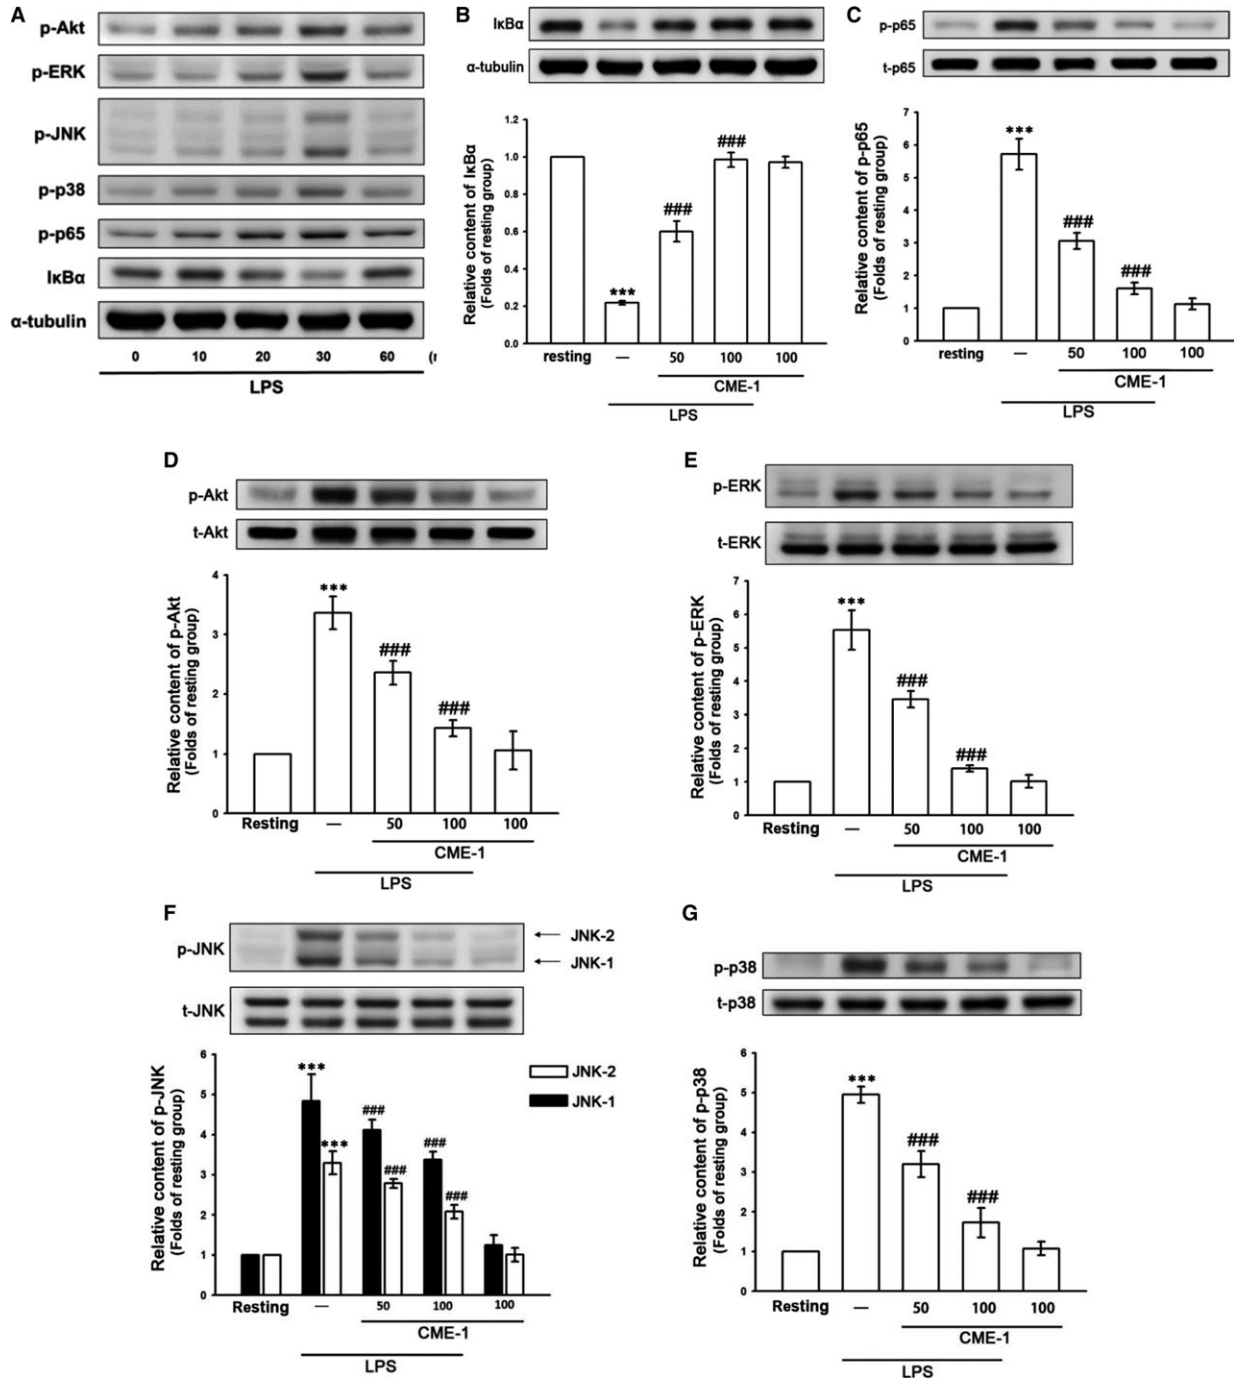 A
p-Akt
p-ERK
p-JNK
p-p38
p-p65
IκBα
α-tubulin
0 10 20 30 60 (r
LPS
B
IκBα
α-tubulin
Relative content of IκBα
(Folds of resting group)
1.2
1.0
0.8
0.6
0.4
0.2
0.0
***
###
###
resting — 50 100 100
CME-1
LPS
C
p-p65
t-p65
Relative content of p-p65
(Folds of resting group)
7
6
5
4
3
2
1
0
***
###
###
resting — 50 100 100
CME-1
LPS
D
p-Akt
t-Akt
Relative content of p-Akt
(Folds of resting group)
4
3
2
1
0
***
###
###
Resting — 50 100 100
CME-1
LPS
E
p-ERK
t-ERK
Relative content of p-ERK
(Folds of resting group)
7
6
5
4
3
2
1
0
***
###
###
Resting — 50 100 100
CME-1
LPS
F
p-JNK
JNK-2
JNK-1
t-JNK
Relative content of p-JNK
(Folds of resting group)
6
5
4
3
2
1
0
JNK-2
JNK-1
***
***
###
###
###
###
Resting — 50 100 100
CME-1
LPS
G
p-p38
t-p38
Relative content of p-p38
(Folds of resting group)
6
5
4
3
2
1
0
***
###
###
Resting — 50 100 100
CME-1
LPS